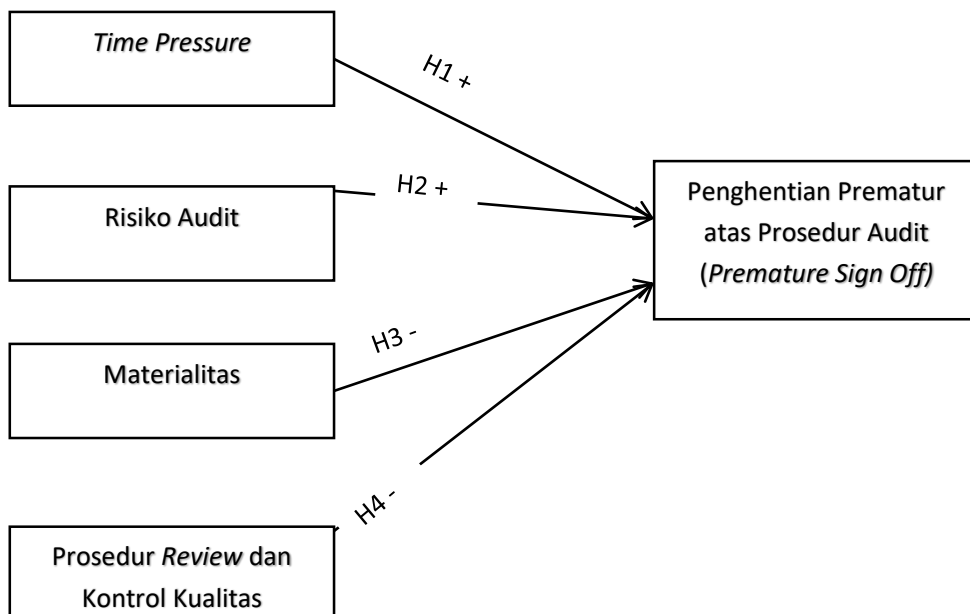 Time Pressure
H1 +
Risiko Audit
H2 +
Penghentian Prematur
atas Prosedur Audit
(Premature Sign Off)
Materialitas
H3 -
Prosedur Review dan
Kontrol Kualitas
H4 -